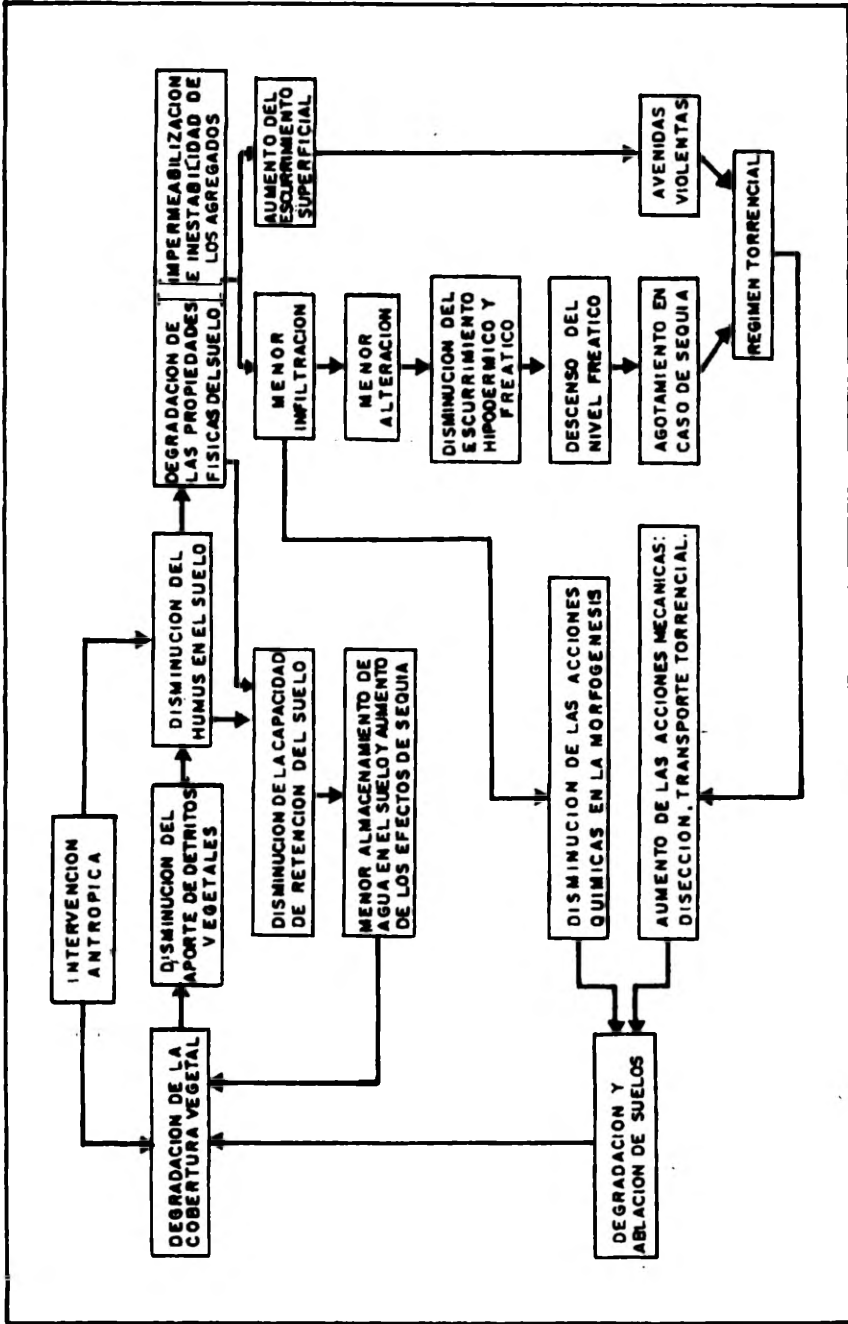 INTERVENCION
ANTROPICA
DEGRADACION DE LA
COBERTURA VEGETAL
DISMINUCION DEL
APORTE DE DETRITOS
VEGETALES
DISMINUCION DEL
HUMUS EN EL SUELO
DEGRADACION DE
LAS PROPIEDADES
FISICAS DEL SUELO
IMPERMEABILIZACION
E INESTABILIDAD DE
LOS AGREGADOS
DISMINUCION DE LA CAPACIDAD
DE RETENCION DEL SUELO
MENOR
INFILTRACION
AUMENTO DEL
ESCURRIMIENTO
SUPERFICIAL
MENOR ALMACENAMIENTO DE
AGUA EN EL SUELO Y AUMENTO
DE LOS EFECTOS DE SEQUIA
MENOR
ALTERACION
DISMINUCION DEL
ESCURRIMIENTO
HIPODERMICO Y
FREATICO
DESCENSO DEL
NIVEL FREATICO
DISMINUCION DE LAS ACCIONES
QUIMICAS EN LA MORFOGENESIS
AGOTAMIENTO EN
CASO DE SEQUIA
AVENIDAS
VIOLENTAS
DEGRADACION Y
ABLACION DE SUELOS
AUMENTO DE LAS ACCIONES MECANICAS:
DISECCION, TRANSPORTE TORRENCIAL.
REGIMEN TORRENCIAL